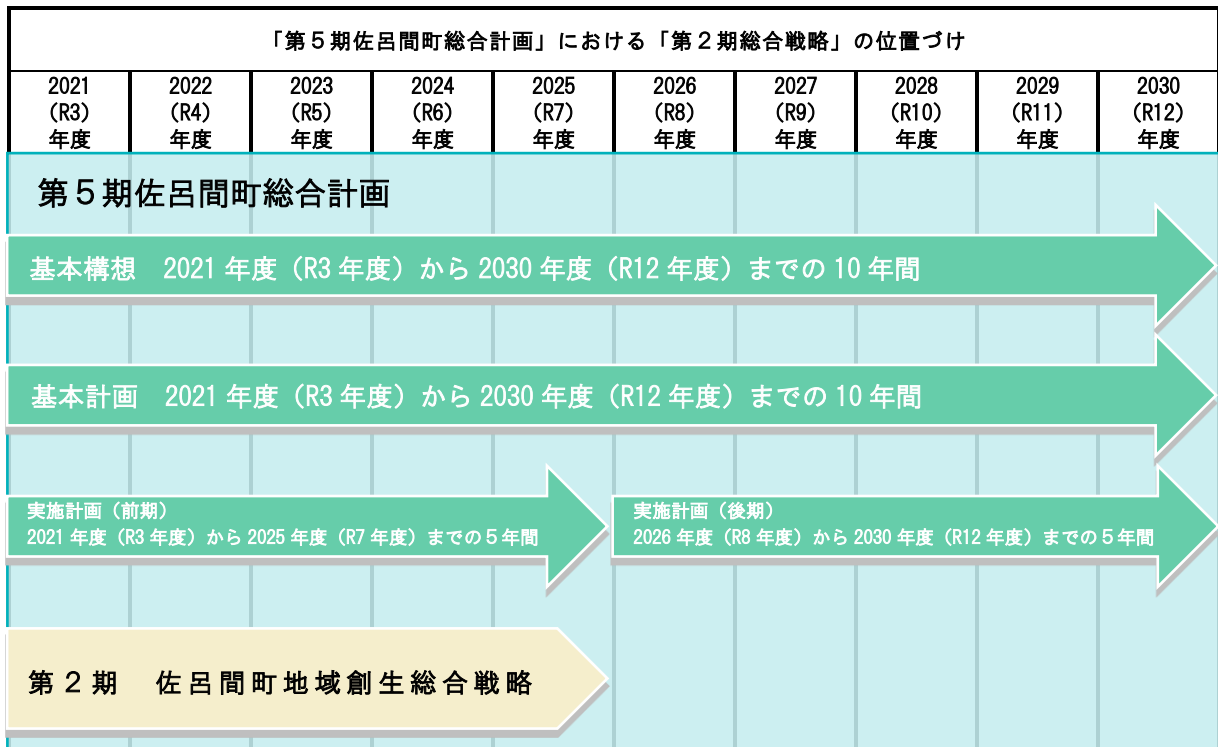 「第５期佐呂間町総合計画」における「第２期総合戦略」の位置づけ
2021 2022 2023 2024 2025 2026 2027 2028 2029 2030
(R3) (R4) (R5) (R6) (R7) (R8) (R9) (R10) (R11) (R12)
年度 年度 年度 年度 年度 年度 年度 年度 年度 年度
第５期佐呂間町総合計画
基本構想　2021 年度（R3 年度）から 2030 年度（R12 年度）までの 10 年間
基本計画　2021 年度（R3 年度）から 2030 年度（R12 年度）までの 10 年間
実施計画（前期）
2021 年度（R3 年度）から 2025 年度（R7 年度）までの５年間
実施計画（後期）
2026 年度（R8 年度）から 2030 年度（R12 年度）までの５年間
第２期　佐呂間町地域創生総合戦略